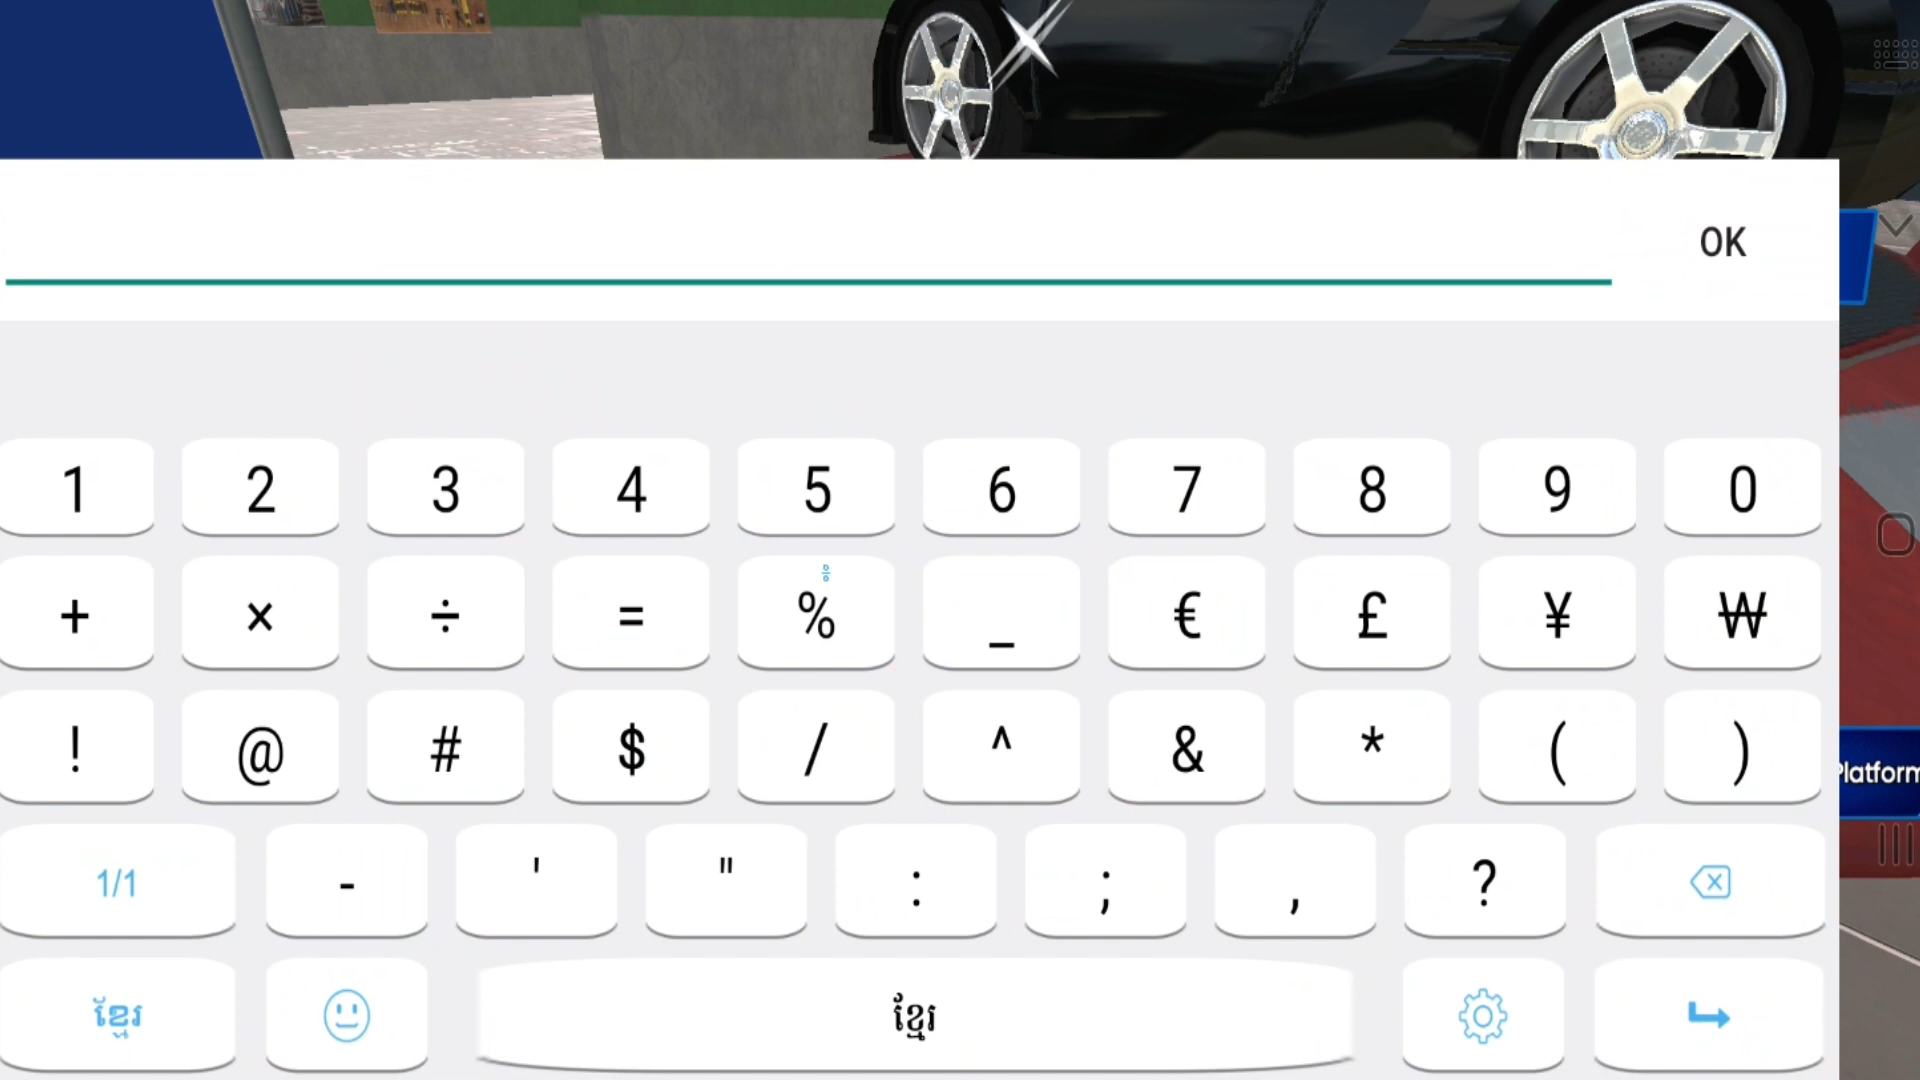 OK
1 2 3 4 5 6 7 8 9 0
+ × ÷ = % _ € £ ¥ ₩
! @ # $ / ^ & * ( )
Platform
1/1 - ' " : ; , ?
ខ្មែរ ខ្មែរ